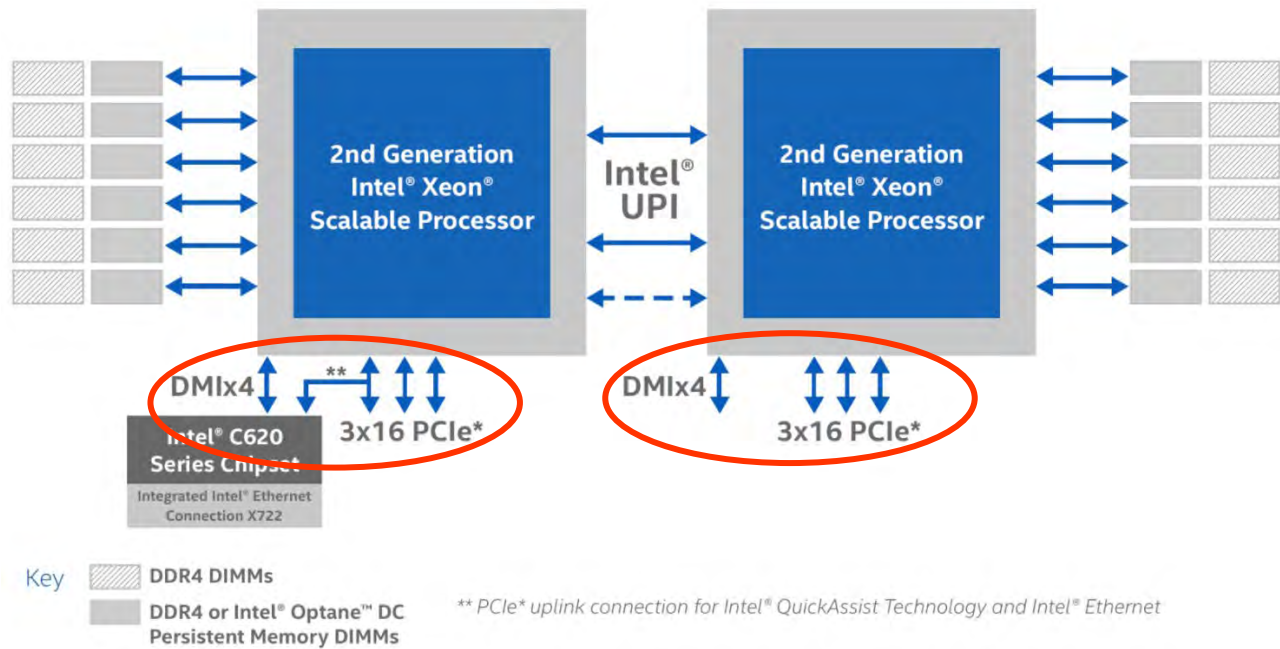 2nd Generation
Intel® Xeon®
Scalable Processor
Intel®
UPI
2nd Generation
Intel® Xeon®
Scalable Processor
DMIx4
**
3x16 PCIe*
DMIx4
3x16 PCIe*
Intel® C620
Series Chipset
Integrated Intel® Ethernet
Connection X722
Key
DDR4 DIMMs
DDR4 or Intel® Optane™ DC
Persistent Memory DIMMs
** PCIe* uplink connection for Intel® QuickAssist Technology and Intel® Ethernet